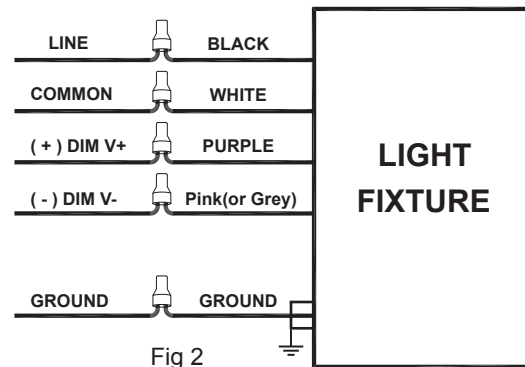 LINE BLACK
COMMON WHITE
( + ) DIM V+ PURPLE
( - ) DIM V- Pink(or Grey)
GROUND GROUND
LIGHT
FIXTURE
Fig 2